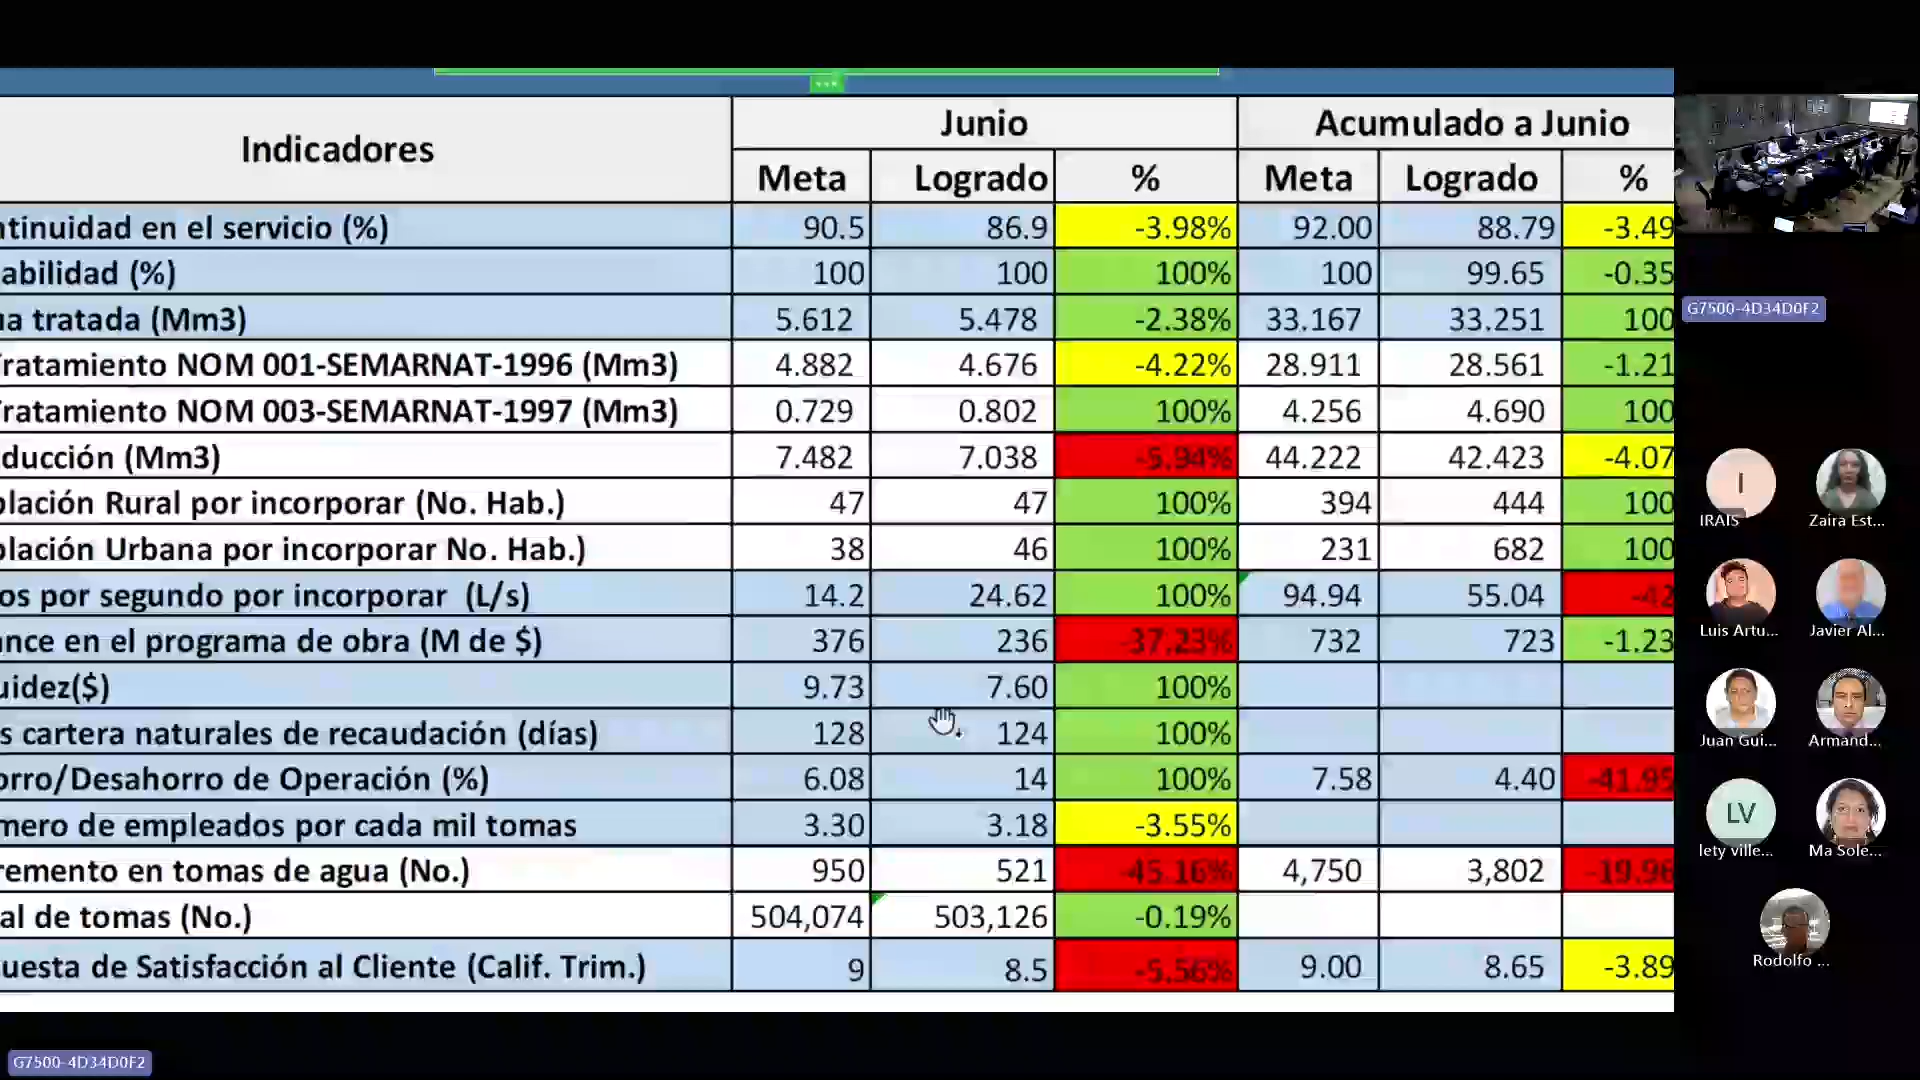 Indicadores Junio Acumulado a Junio
Meta Logrado % Meta Logrado %
ntinuidad en el servicio (%) 90.5 86.9 -3.98% 92.00 88.79 -3.49
abilidad (%) 100 100 100% 100 99.65 -0.35
ua tratada (Mm3) 5.612 5.478 -2.38% 33.167 33.251 100
Tratamiento NOM 001-SEMARNAT-1996 (Mm3) 4.882 4.676 -4.22% 28.911 28.561 -1.21
Tratamiento NOM 003-SEMARNAT-1997 (Mm3) 0.729 0.802 100% 4.256 4.690 100
ducción (Mm3) 7.482 7.038 -5.94% 44.222 42.423 -4.07
blación Rural por incorporar (No. Hab.) 47 47 100% 394 444 100
blación Urbana por incorporar No. Hab.) 38 46 100% 231 682 100
os por segundo por incorporar (L/s) 14.2 24.62 100% 94.94 55.04 -42
ance en el programa de obra (M de $) 376 236 -37.23% 732 723 -1.23
uidez($) 9.73 7.60 100%
s cartera naturales de recaudación (días) 128 124 100%
orro/Desahorro de Operación (%) 6.08 14 100% 7.58 4.40 -41.95
mero de empleados por cada mil tomas 3.30 3.18 -3.55%
remento en tomas de agua (No.) 950 521 -45.16% 4,750 3,802 -19.96
al de tomas (No.) 504,074 503,126 -0.19%
uesta de Satisfacción al Cliente (Calif. Trim.) 9 8.5 -5.56% 9.00 8.65 -3.89
G7500-4D34D0F2
I
IRAIS Zaira Est...
Luis Artu... Javier Al...
Juan Gui... Armand...
LV
lety ville... Ma Sole...
Rodolfo ...
G7500-4D34D0F2